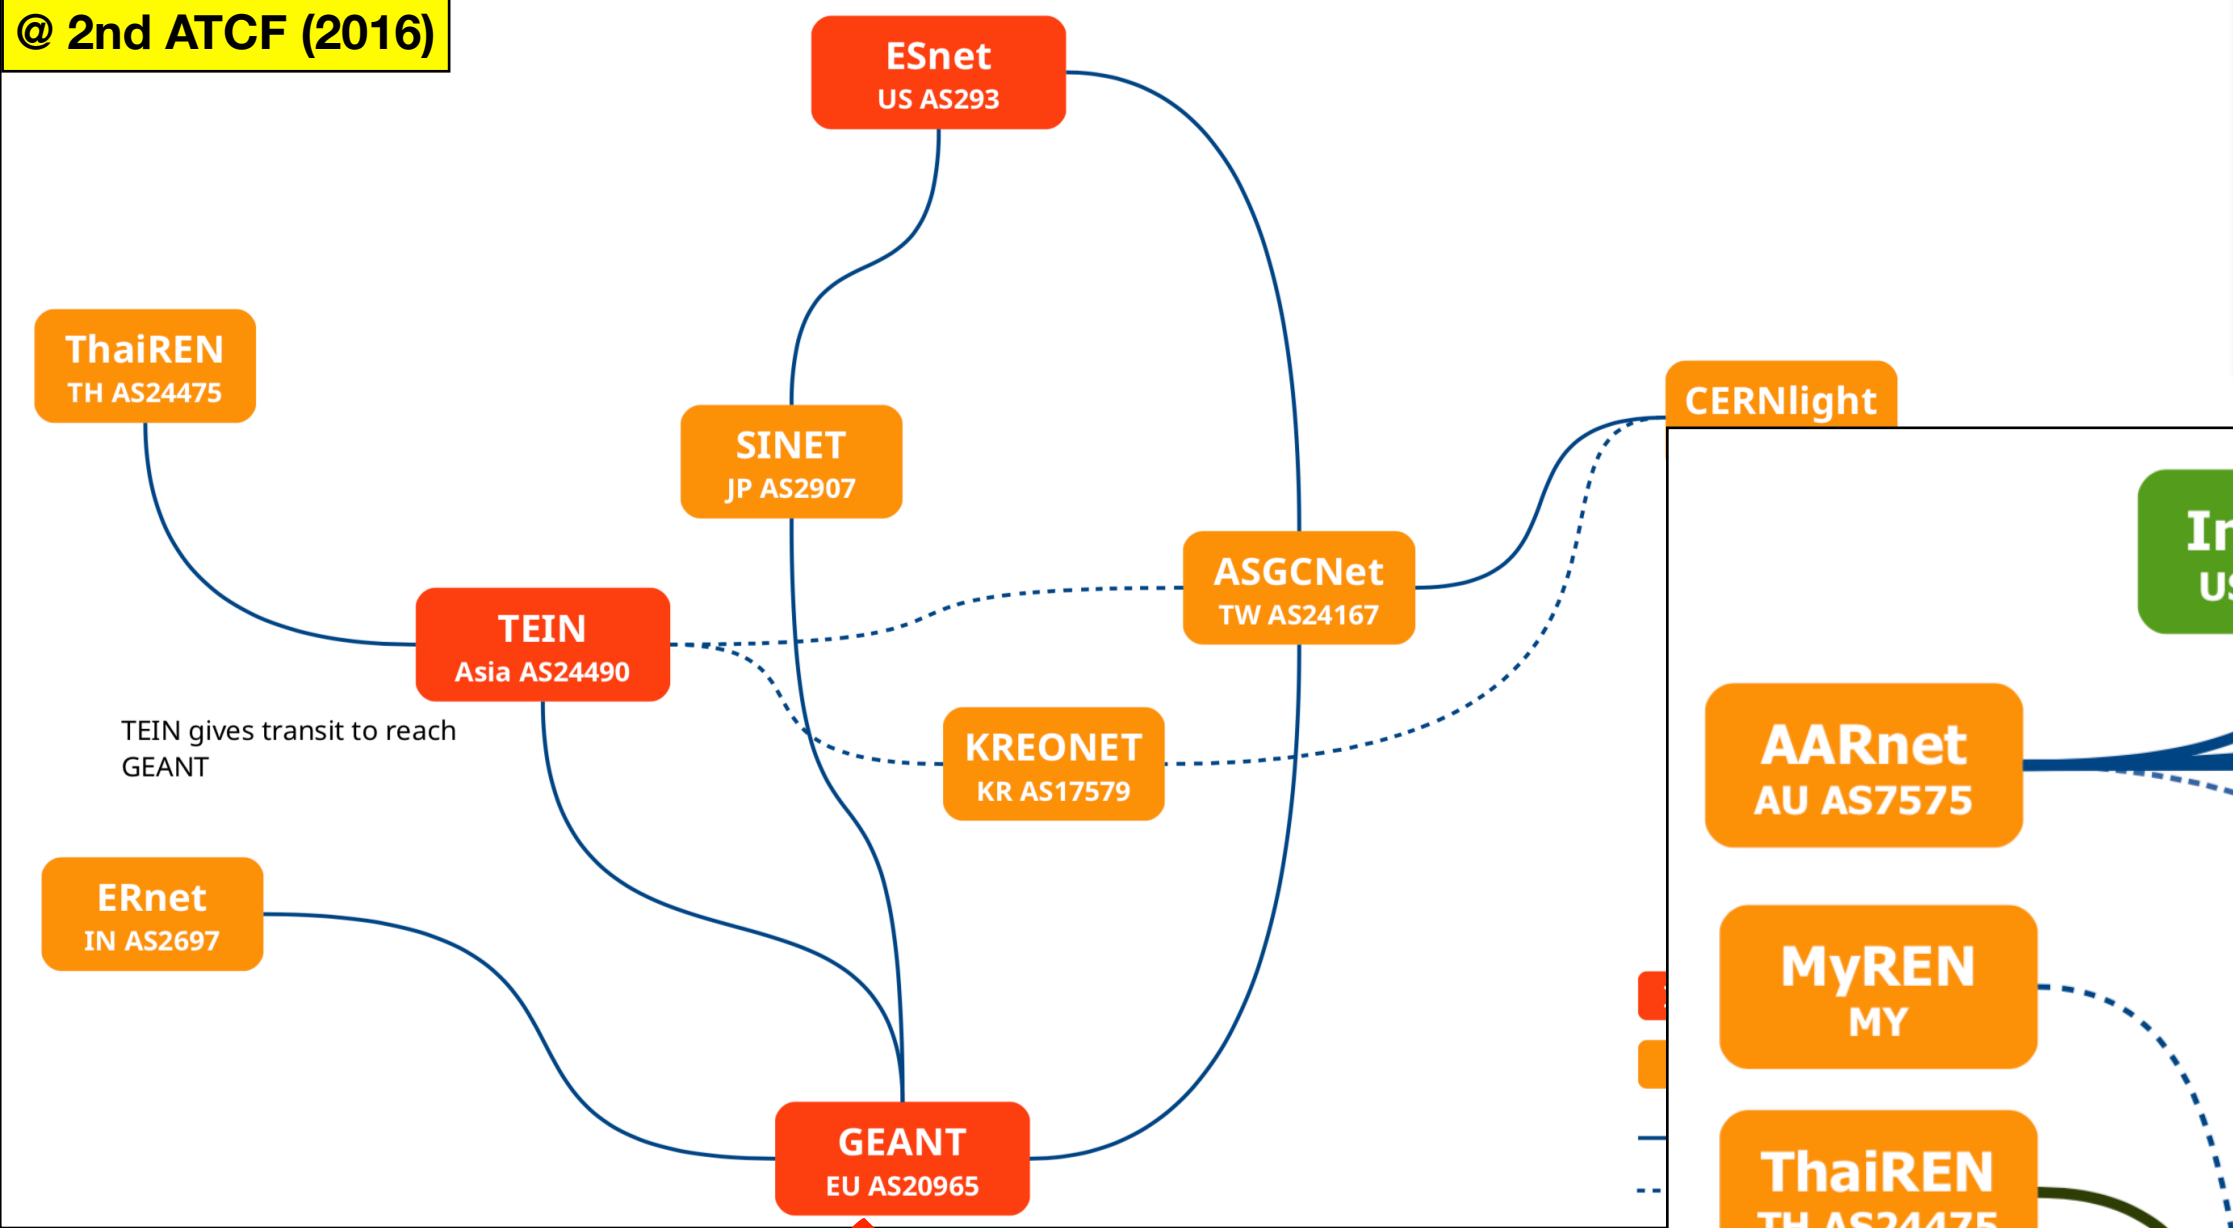 @ 2nd ATCF (2016)
ESnet
US AS293
ThaiREN
TH AS24475
SINET
JP AS2907
CERNlight
ASGCNet
TW AS24167
TEIN
Asia AS24490
TEIN gives transit to reach
GEANT
KREONET
KR AS17579
ERnet
IN AS2697
GEANT
EU AS20965
AARnet
AU AS7575
MyREN
MY
ThaiREN
TH AS24475